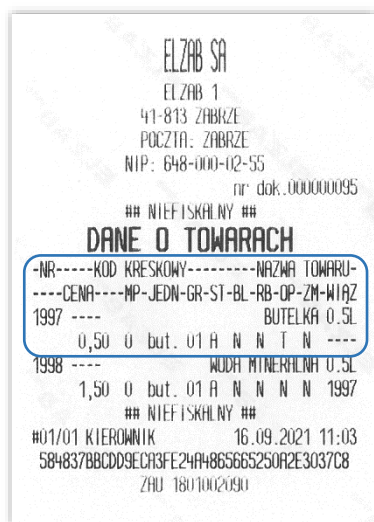 ELZAB SA
ELZAB 1
41-813 ZABRZE
POCZTA: ZABRZE
NIP: 648-000-02-55
nr dok.000000095
## NIEFISKALNY ##
DANE O TOWARACH
-NR-----KOD KRESKOWY---------NAZWA TOWARU-
----CENA----MP-JEDN-GR-ST-BL-RB-OP-ZM-WIĄZ
1997 ---- BUTELKA 0.5L
0,50 0 but. 01 A N N T N ----
1998 ---- WODA MINERALNA 0.5L
1,50 0 but. 01 A N N N N 1997
## NIEFISKALNY ##
#01/01 KIEROWNIK 16.09.2021 11:03
584837BBCDD9ECA3FE24A4865665250A2E3037C8
ZAU 1801002090